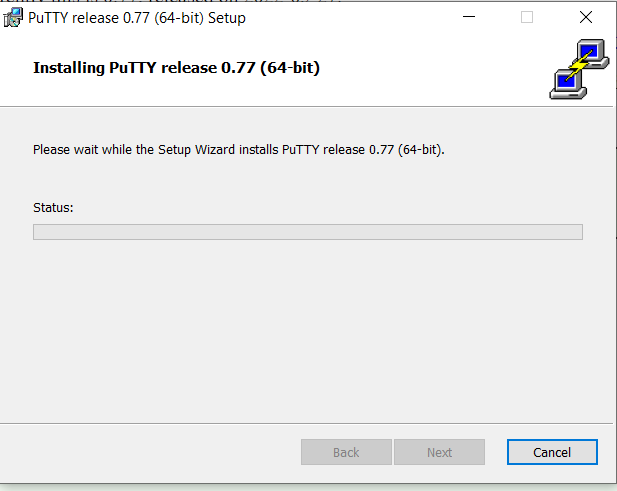 PuTTY release 0.77 (64-bit) Setup
Installing PuTTY release 0.77 (64-bit)
Please wait while the Setup Wizard installs PuTTY release 0.77 (64-bit).
Status:
Back
Next
Cancel